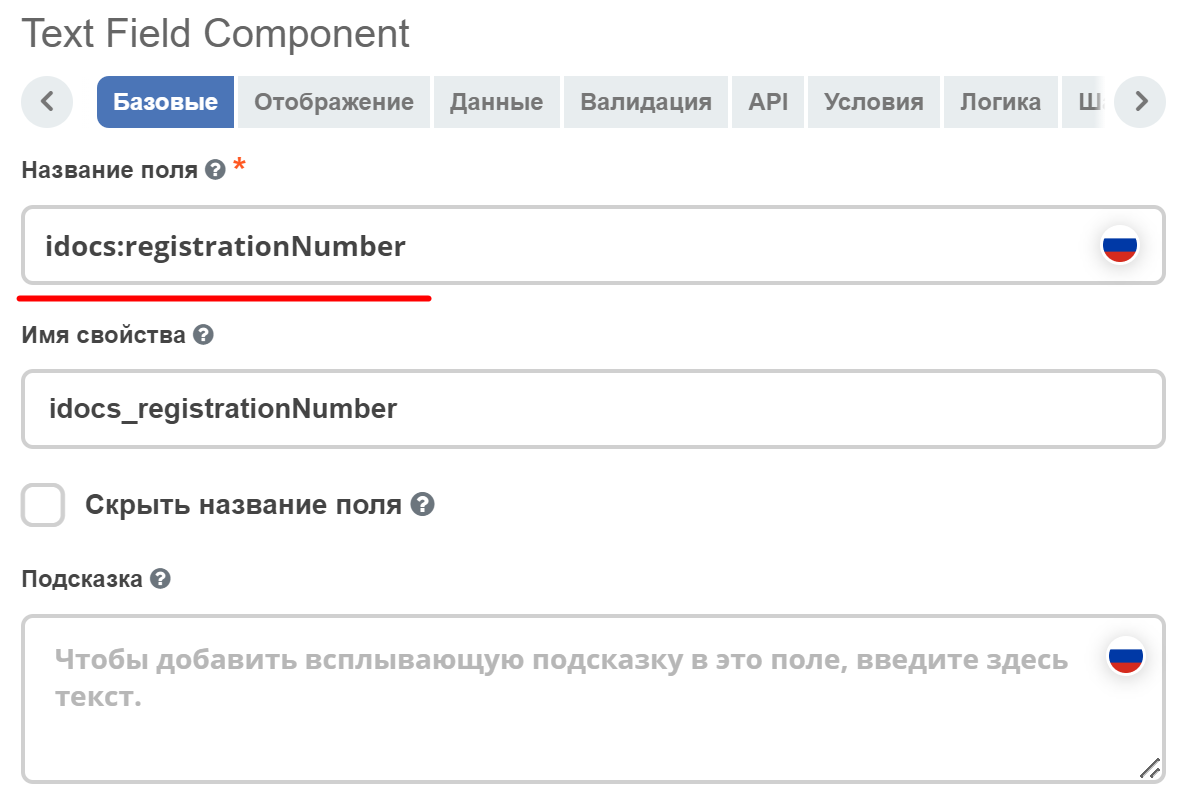 Text Field Component
Базовые Отображение Данные Валидация API Условия Логика
Название поля ? *
idocs:registrationNumber
Имя свойства ?
idocs_registrationNumber
Скрыть название поля ?
Подсказка ?
Чтобы добавить всплывающую подсказку в это поле, введите здесь
текст.